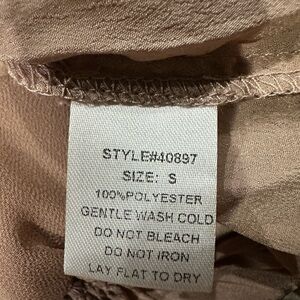 STYLE#40897
SIZE: S
100%POLYESTER
GENTLE WASH COLD
DO NOT BLEACH
DO NOT IRON
LAY FLAT TO DRY